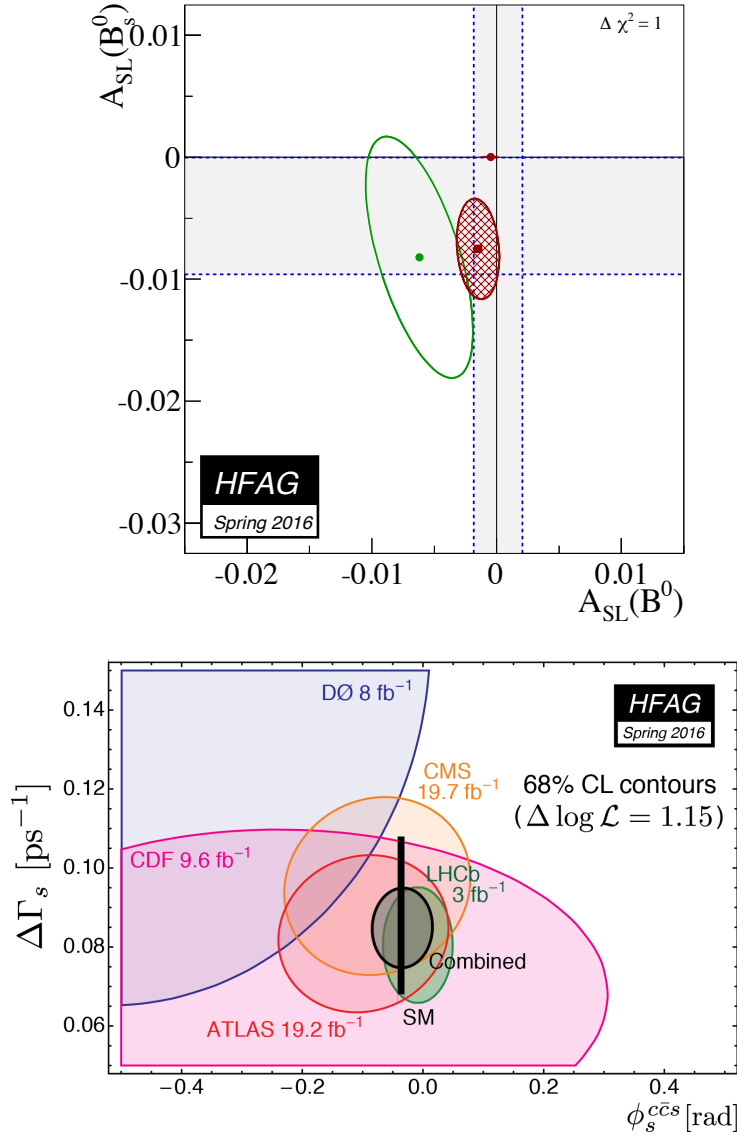 A_SL(B^0_s)
Δ χ² = 1
0.01
0
-0.01
-0.02
-0.03
HFAG
Spring 2016
-0.02 -0.01 0 0.01
A_SL(B^0)
DØ 8 fb⁻¹
HFAG
Spring 2016
CMS
19.7 fb⁻¹
68% CL contours
(Δ log ℒ = 1.15)
CDF 9.6 fb⁻¹
LHCb
3 fb⁻¹
Combined
SM
ATLAS 19.2 fb⁻¹
0.14
0.12
0.10
0.08
0.06
ΔΓ_s [ps⁻¹]
−0.4 −0.2 0.0 0.2 0.4
ϕ_s^{cc̄s} [rad]